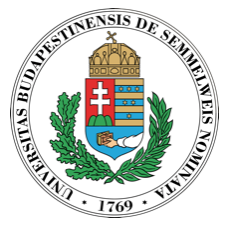 UNIVERSITAS BUDAPESTINENSIS DE SEMMELWEIS NOMINATA
· 1769 ·